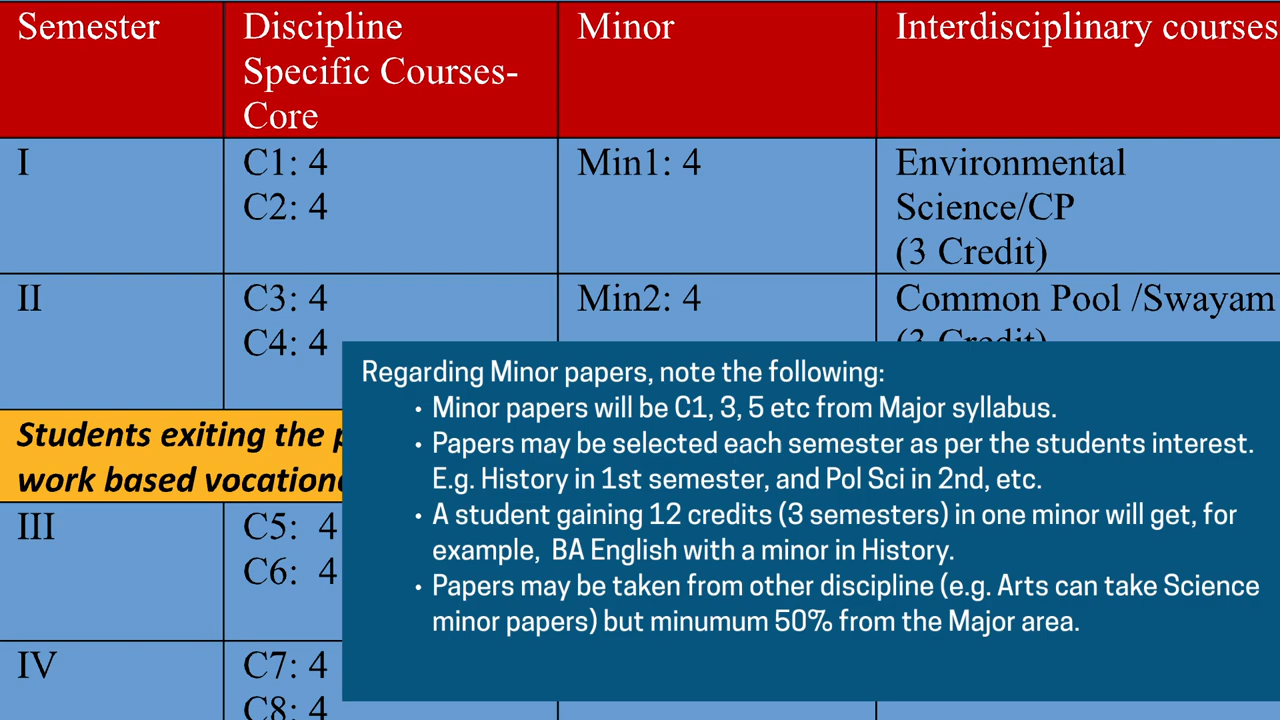 Semester
Discipline
Specific Courses-
Core
Minor
Interdisciplinary courses
I
C1: 4
C2: 4
Min1: 4
Environmental
Science/CP
(3 Credit)
II
C3: 4
C4: 4
Min2: 4
Common Pool /Swayam
(3 Credit)
Students exiting the
work based
III
C5: 4
C6: 4
IV
C7: 4
C8: 4
Regarding Minor papers, note the following:
• Minor papers will be C1, 3, 5 etc from Major syllabus.
• Papers may be selected each semester as per the students interest.
E.g. History in 1st semester, and Pol Sci in 2nd, etc.
• A student gaining 12 credits (3 semesters) in one minor will get, for
example, BA English with a minor in History.
• Papers may be taken from other discipline (e.g. Arts can take Science
minor papers) but minumum 50% from the Major area.